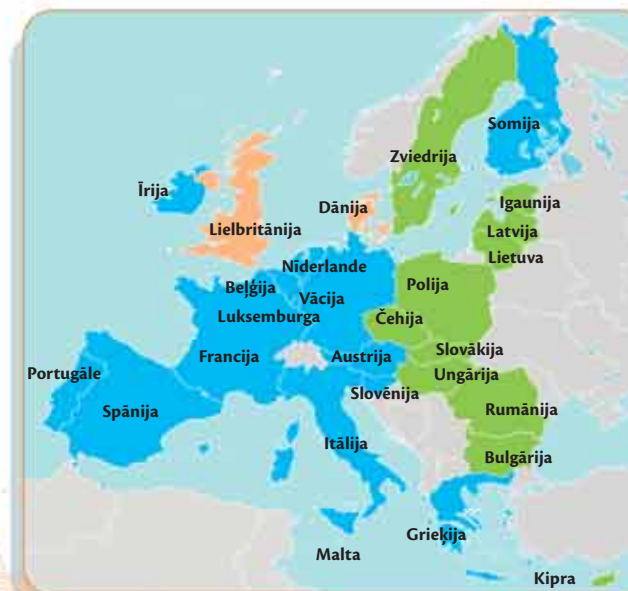 Somija
Zviedrija
Īrija
Igaunija
Dānija
Latvija
Lielbritānija
Lietuva
Nīderlande
Beļģija
Polija
Vācija
Luksemburga
Čehija
Slovākija
Francija
Austrija
Portugāle
Ungārija
Slovēnija
Spānija
Rumānija
Itālija
Bulgārija
Grieķija
Malta
Kipra